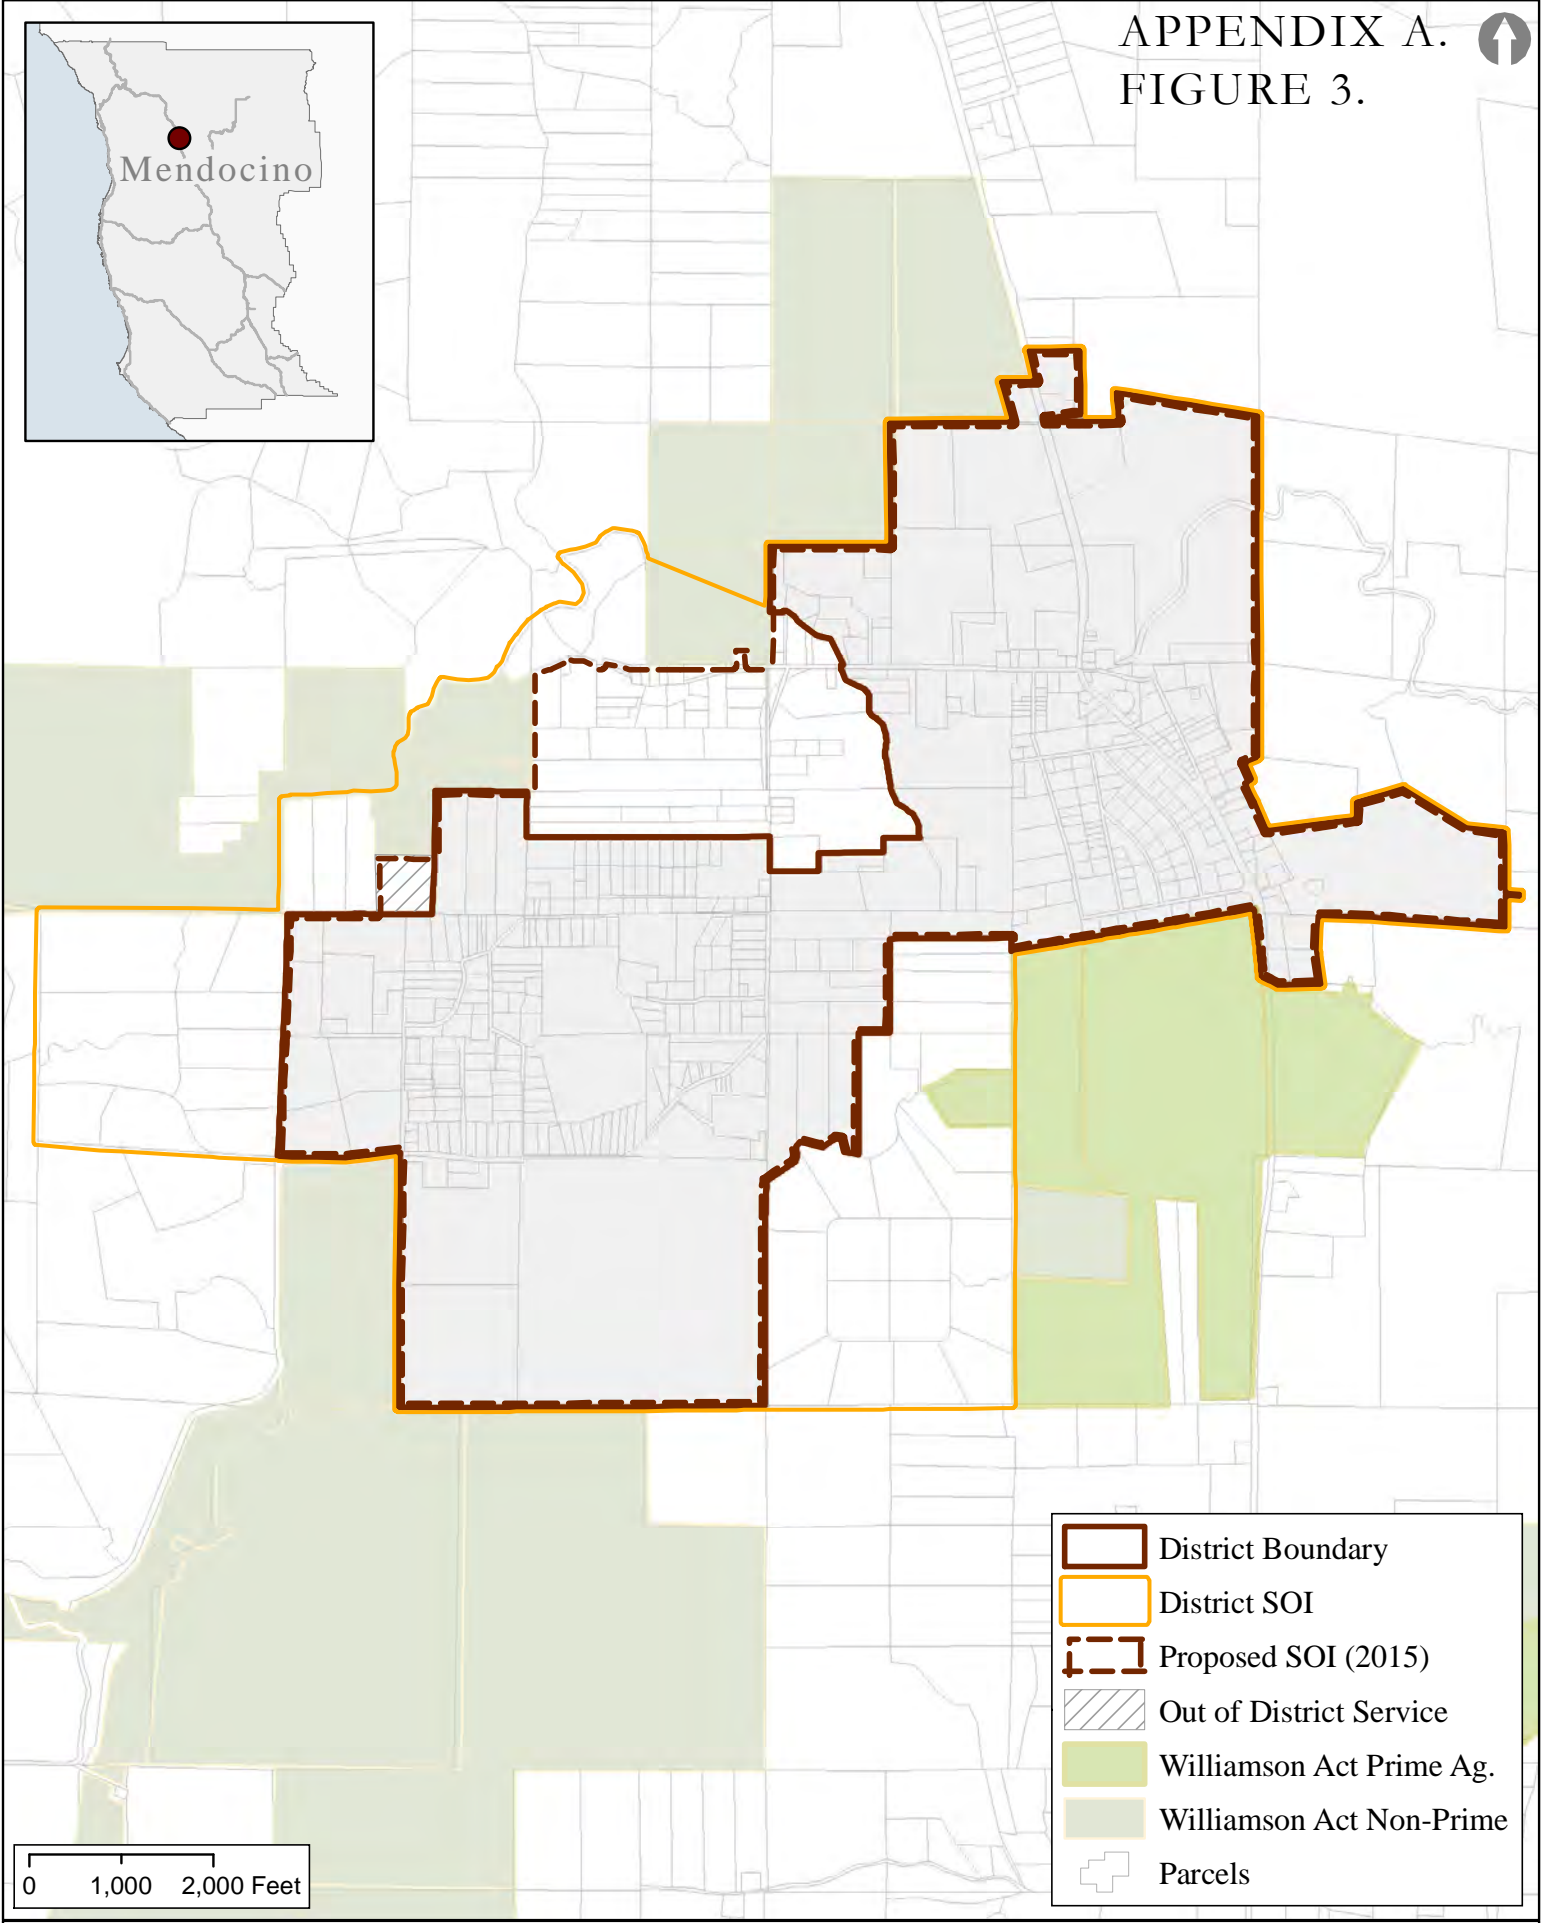 APPENDIX A.
FIGURE 3.
Mendocino
District Boundary
District SOI
Proposed SOI (2015)
Out of District Service
Williamson Act Prime Ag.
Williamson Act Non-Prime
Parcels
0 1,000 2,000 Feet